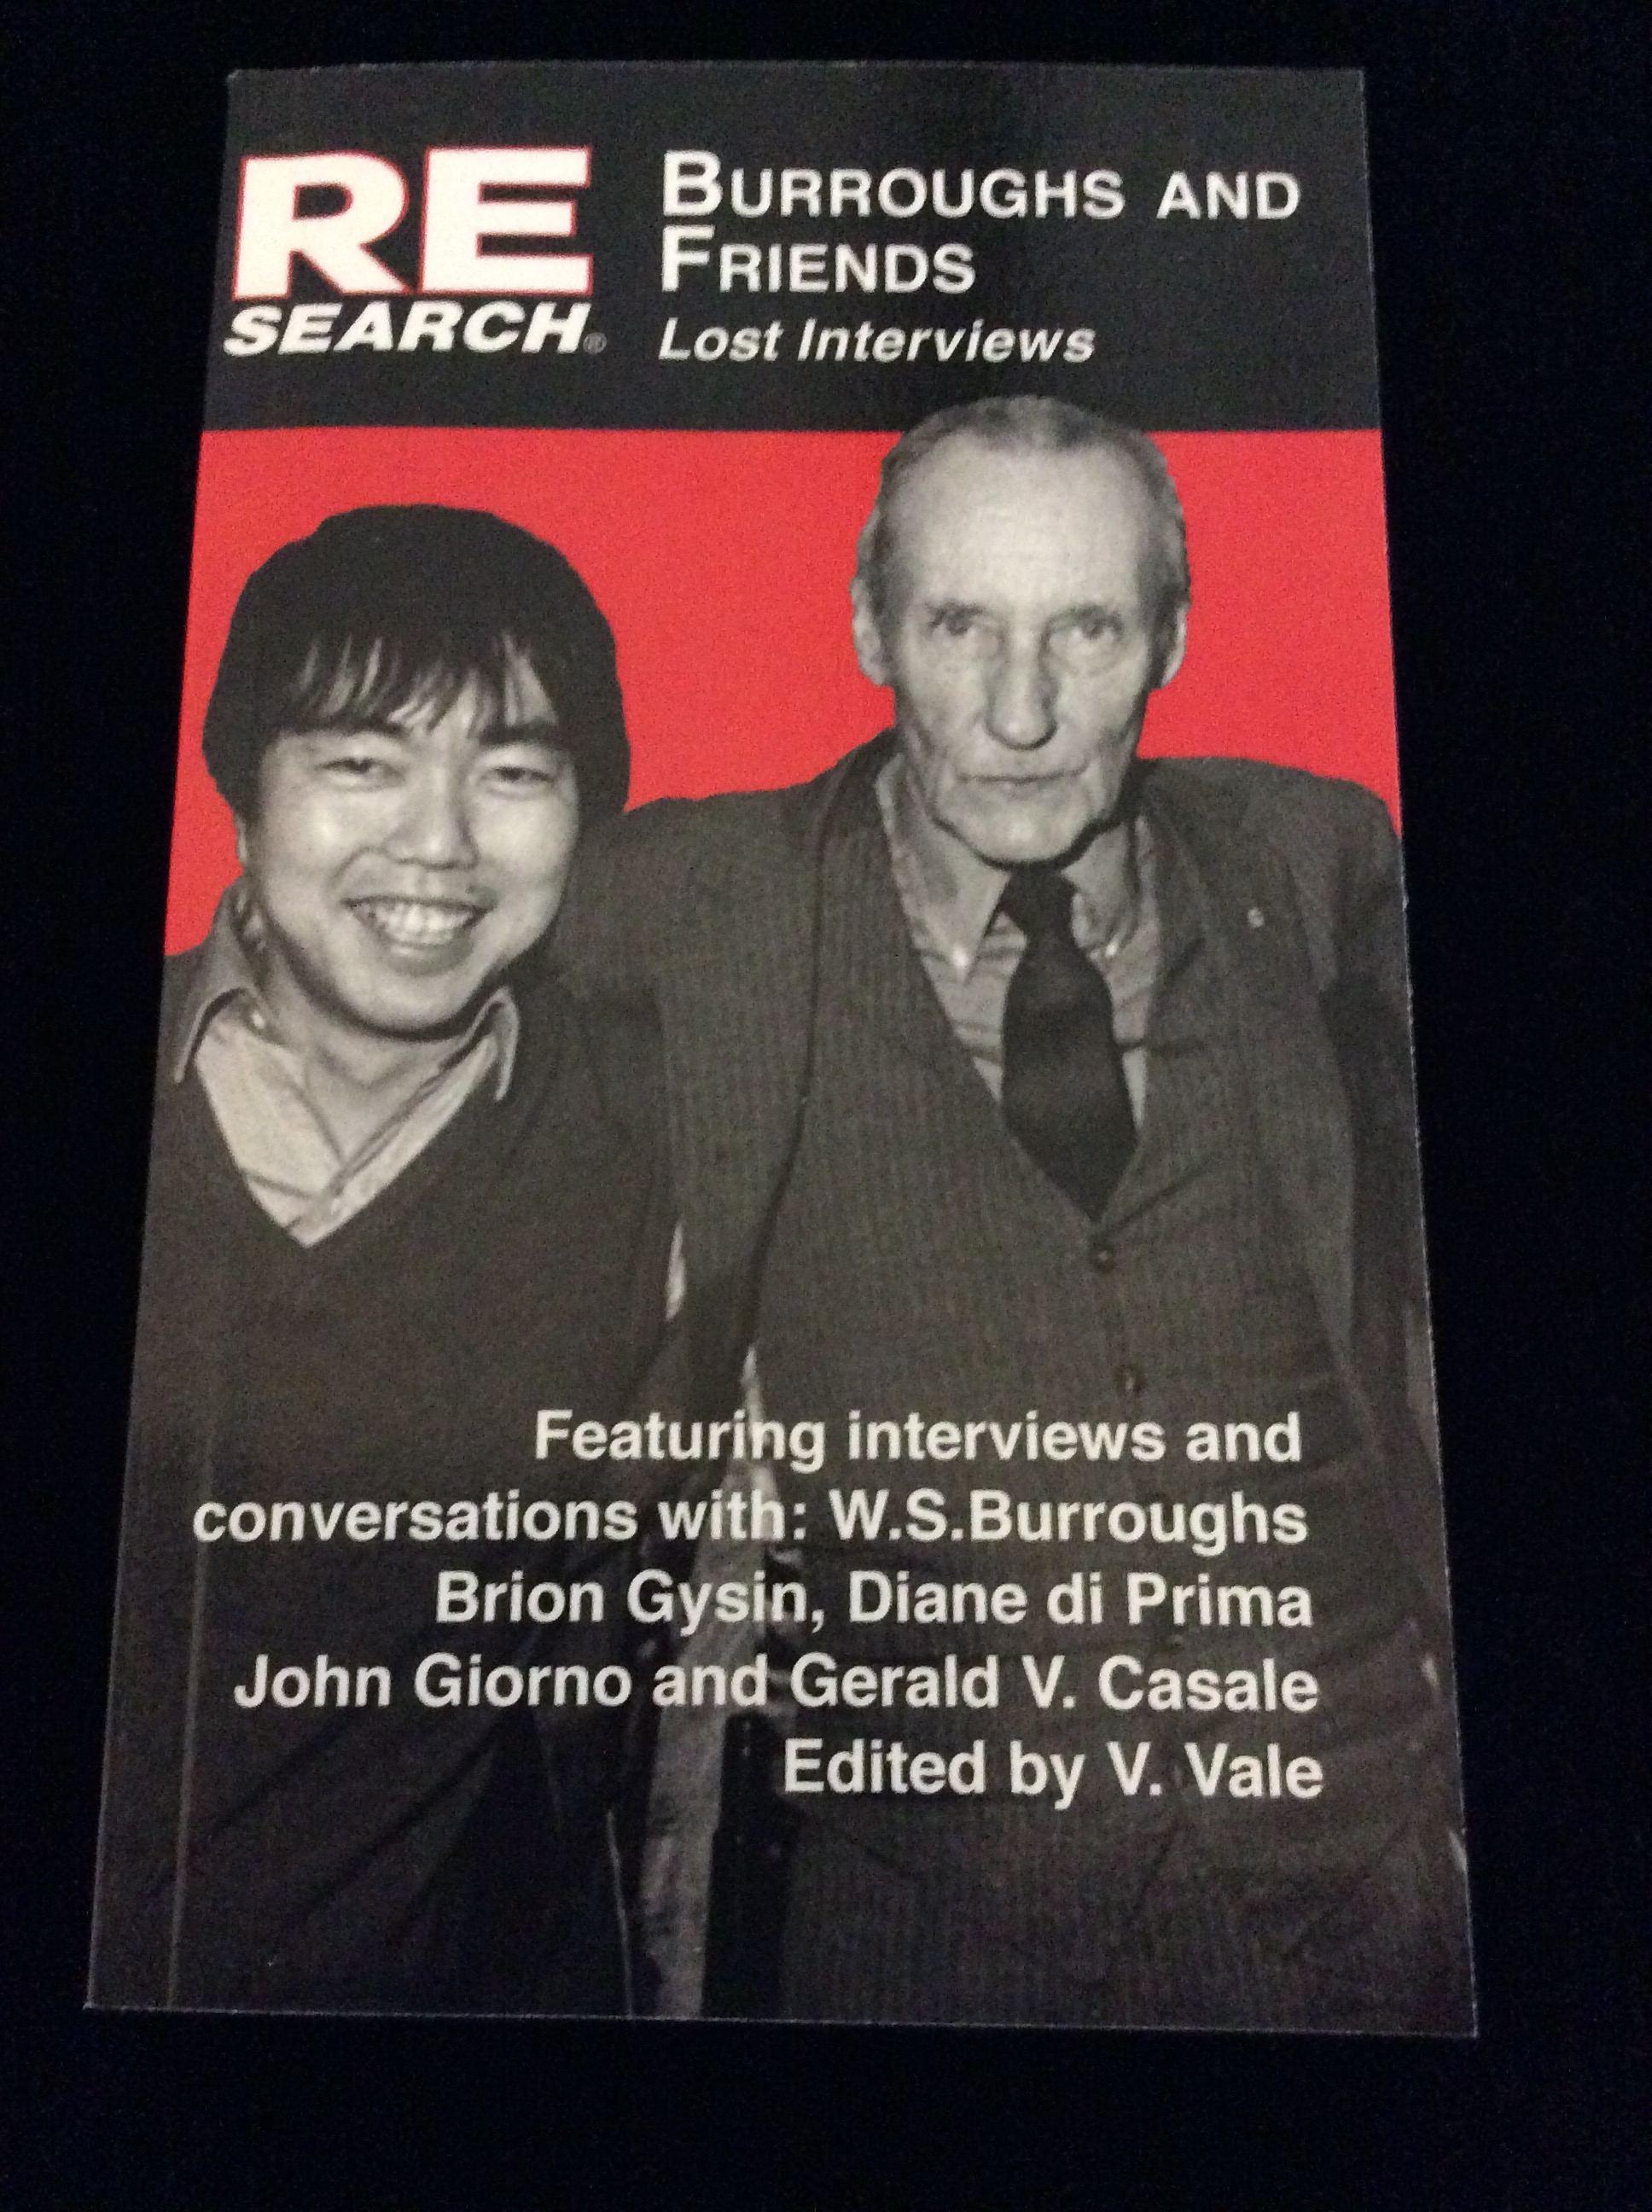 RE
SEARCH®
BURROUGHS AND
FRIENDS
Lost Interviews
Featuring interviews and
conversations with: W.S.Burroughs
Brion Gysin, Diane di Prima
John Giorno and Gerald V. Casale
Edited by V. Vale